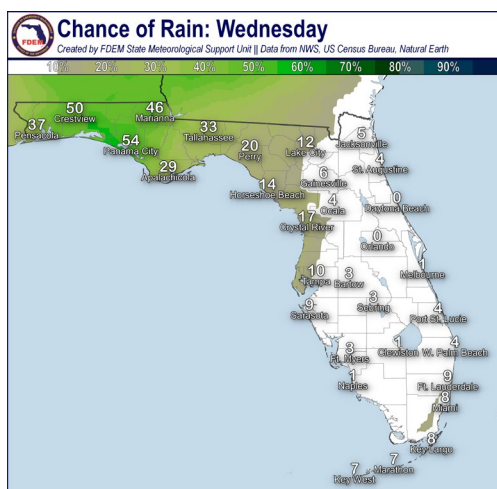 FDEM
Chance of Rain: Wednesday
Created by FDEM State Meteorological Support Unit || Data from NWS, US Census Bureau, Natural Earth
10% 20% 30% 40% 50% 60% 70% 80% 90%
50
Crestview
46
Marianna
37
Pensacola
54
Panama City
33
Tallahassee
29
Apalachicola
20
Perry
12
Lake City
5
Jacksonville
4
St. Augustine
6
Gainesville
14
Horseshoe Beach
4
Ocala
0
Daytona Beach
17
Crystal River
0
Orlando
1
Melbourne
10
Tampa
3
Bartow
3
Sebring
9
Sarasota
4
Port St. Lucie
3
Ft. Myers
1
Clewiston
4
W. Palm Beach
1
Naples
9
Ft. Lauderdale
8
Miami
8
Key Largo
7
Marathon
7
Key West